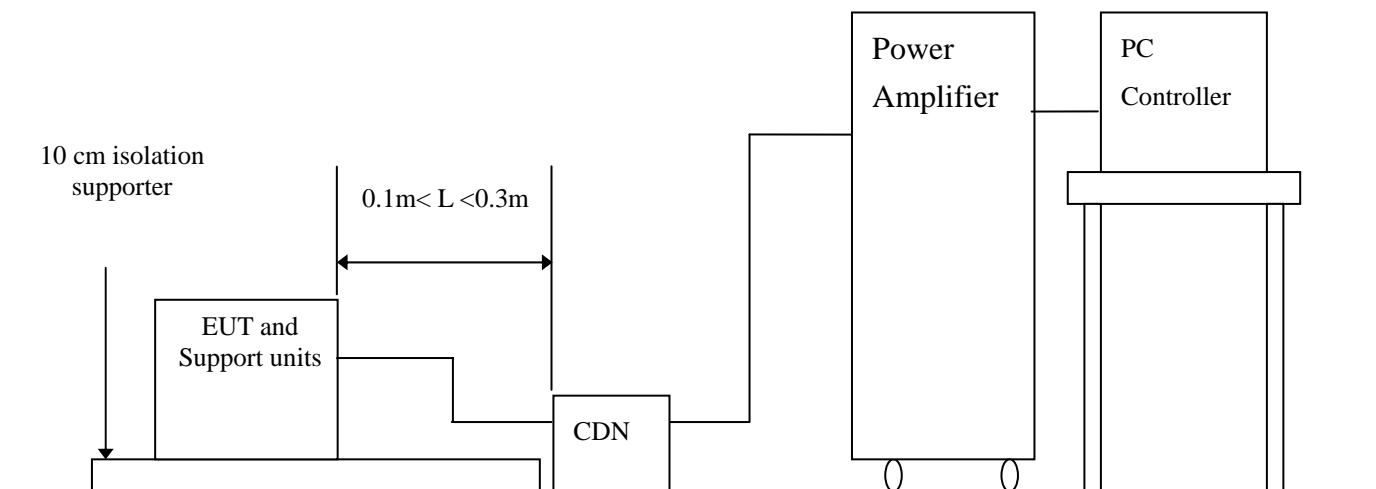 Power
Amplifier
PC
Controller
10 cm isolation
supporter
0.1m< L <0.3m
EUT and
Support units
CDN